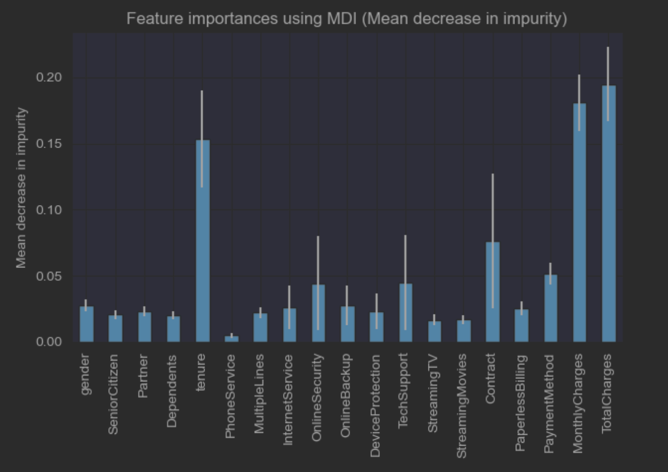 Feature importances using MDI (Mean decrease in impurity)
Mean decrease in impurity
0.20
0.15
0.10
0.05
0.00
gender
SeniorCitizen
Partner
Dependents
tenure
PhoneService
MultipleLines
InternetService
OnlineSecurity
OnlineBackup
DeviceProtection
TechSupport
StreamingTV
StreamingMovies
Contract
PaperlessBilling
PaymentMethod
MonthlyCharges
TotalCharges